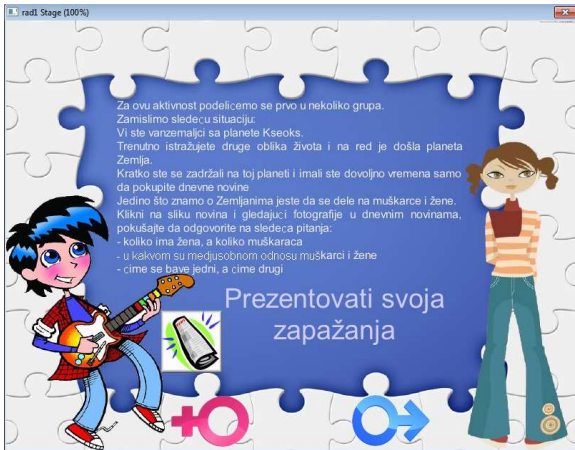 rad1 Stage (100%)
Za ovu aktivnost podelićemo se prvo u nekoliko grupa.
Zamislimo sledeću situaciju:
Vi ste vanzemaljci sa planete Kseoks.
Trenutno istražujete druge oblika života i na red je došla planeta
Zemlja.
Kratko ste se zadržali na toj planeti i imali ste dovoljno vremena samo
da pokupite dnevne novine
Jedino što znamo o Zemljanima jeste da se dele na muškarce i žene.
Klikni na sliku novina i gledajući fotografije u dnevnim novinama,
pokušajte da odgovorite na sledeća pitanja:
- koliko ima žena, a koliko muškaraca
- u kakvom su medjusobnom odnosu muškarci i žene
- čime se bave jedni, a čime drugi
Prezentovati svoja
zapažanja